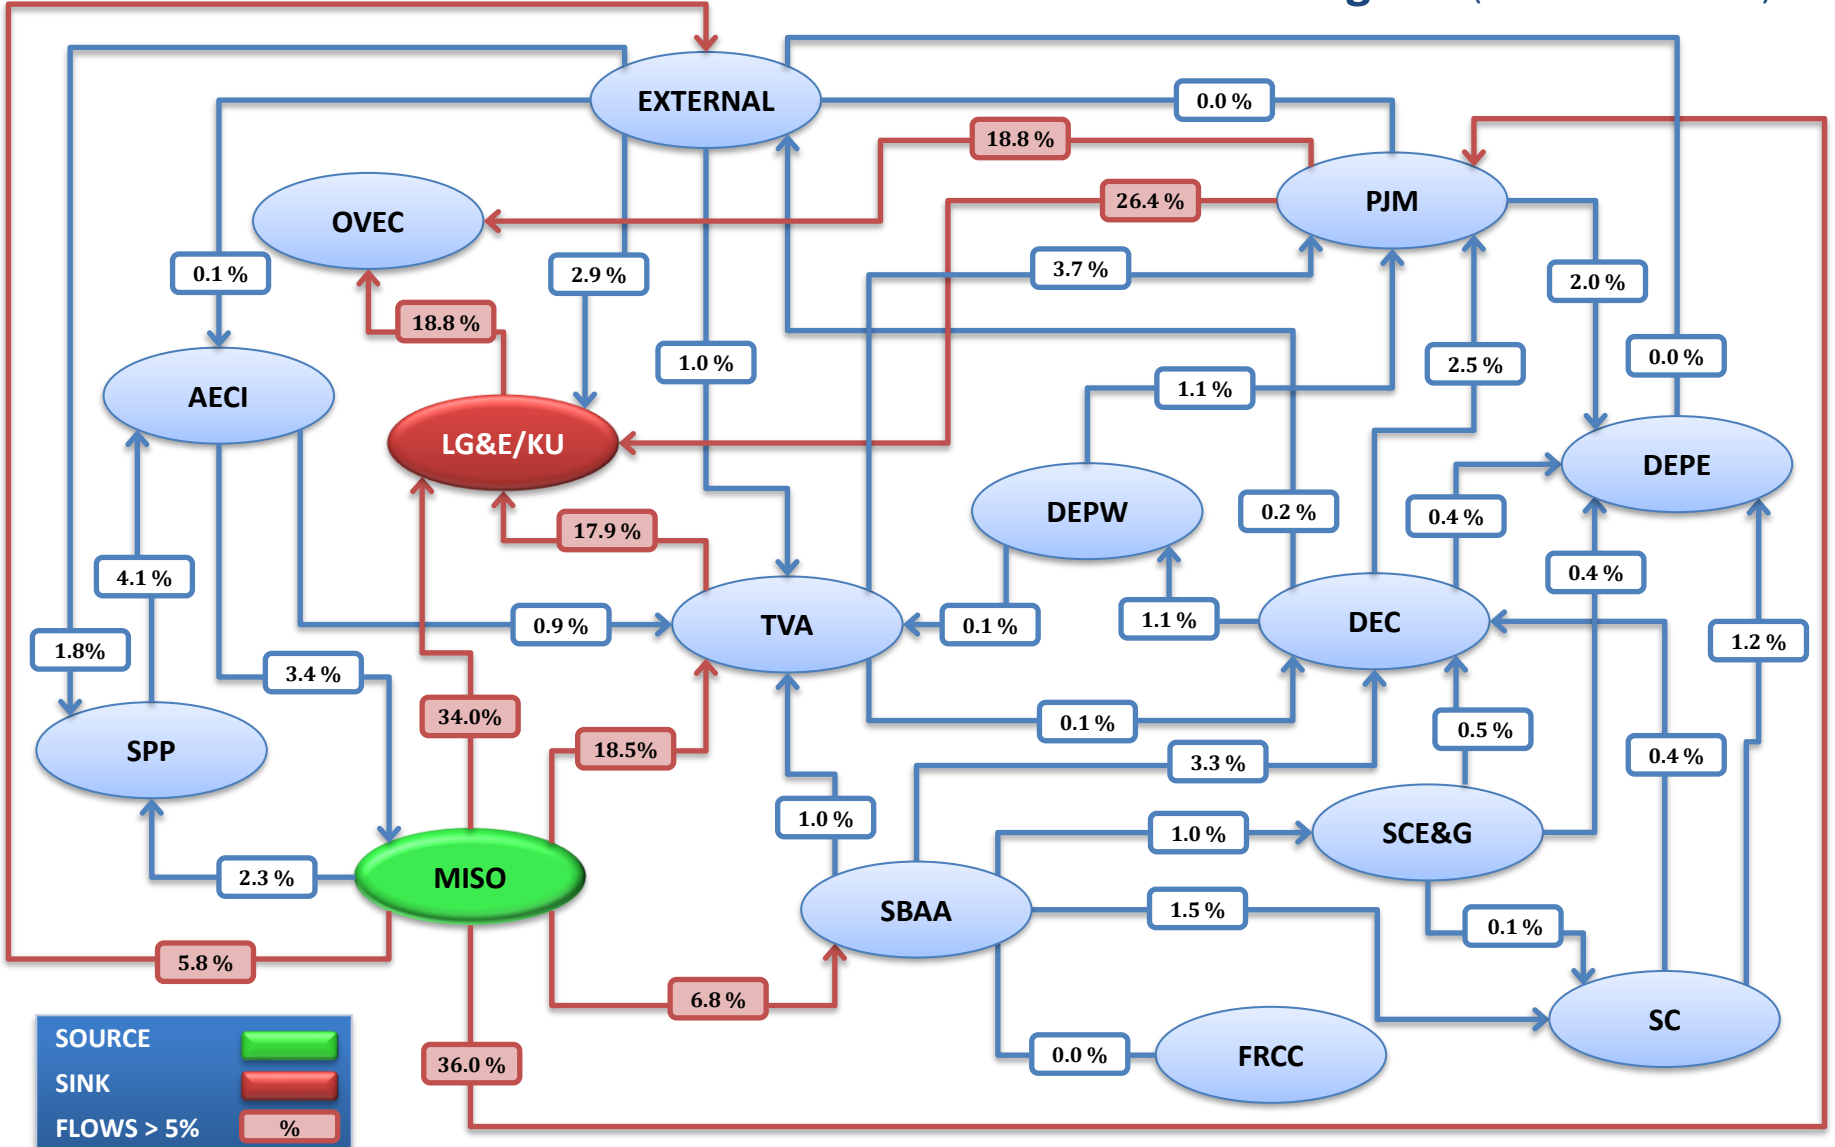 EXTERNAL
0.0 %
18.8 %
PJM
26.4 %
OVEC
0.1 %
2.9 %
3.7 %
2.0 %
18.8 %
1.0 %
2.5 %
0.0 %
AECI
1.1 %
LG&E/KU
DEPE
DEPW
0.2 %
0.4 %
17.9 %
4.1 %
0.4 %
0.9 %
TVA
0.1 %
1.1 %
DEC
1.2 %
1.8%
3.4 %
34.0%
0.1 %
0.5 %
SPP
18.5%
3.3 %
0.4 %
1.0 %
1.0 %
SCE&G
2.3 %
MISO
SBAA
1.5 %
0.1 %
5.8 %
6.8 %
SC
SOURCE
36.0 %
0.0 %
FRCC
SINK
FLOWS > 5%
%